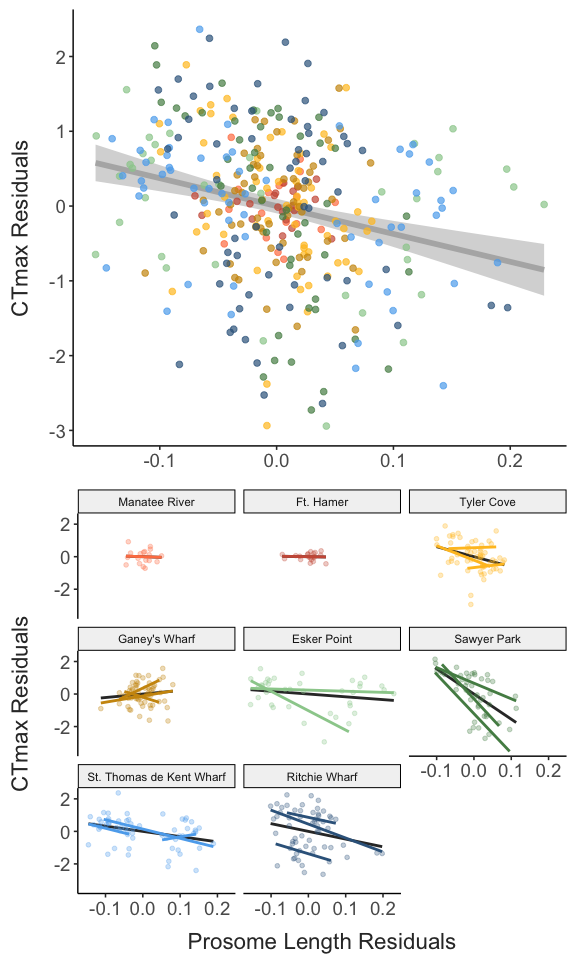 2
1
0
-1
-2
-3
CTmax Residuals
-0.1 0.0 0.1 0.2
Manatee River Ft. Hamer Tyler Cove
2
0
-2
Ganey's Wharf Esker Point Sawyer Park
2
0
-2
-0.1 0.0 0.1 0.2
St. Thomas de Kent Wharf Ritchie Wharf
2
0
-2
CTmax Residuals
-0.1 0.0 0.1 0.2 -0.1 0.0 0.1 0.2
Prosome Length Residuals